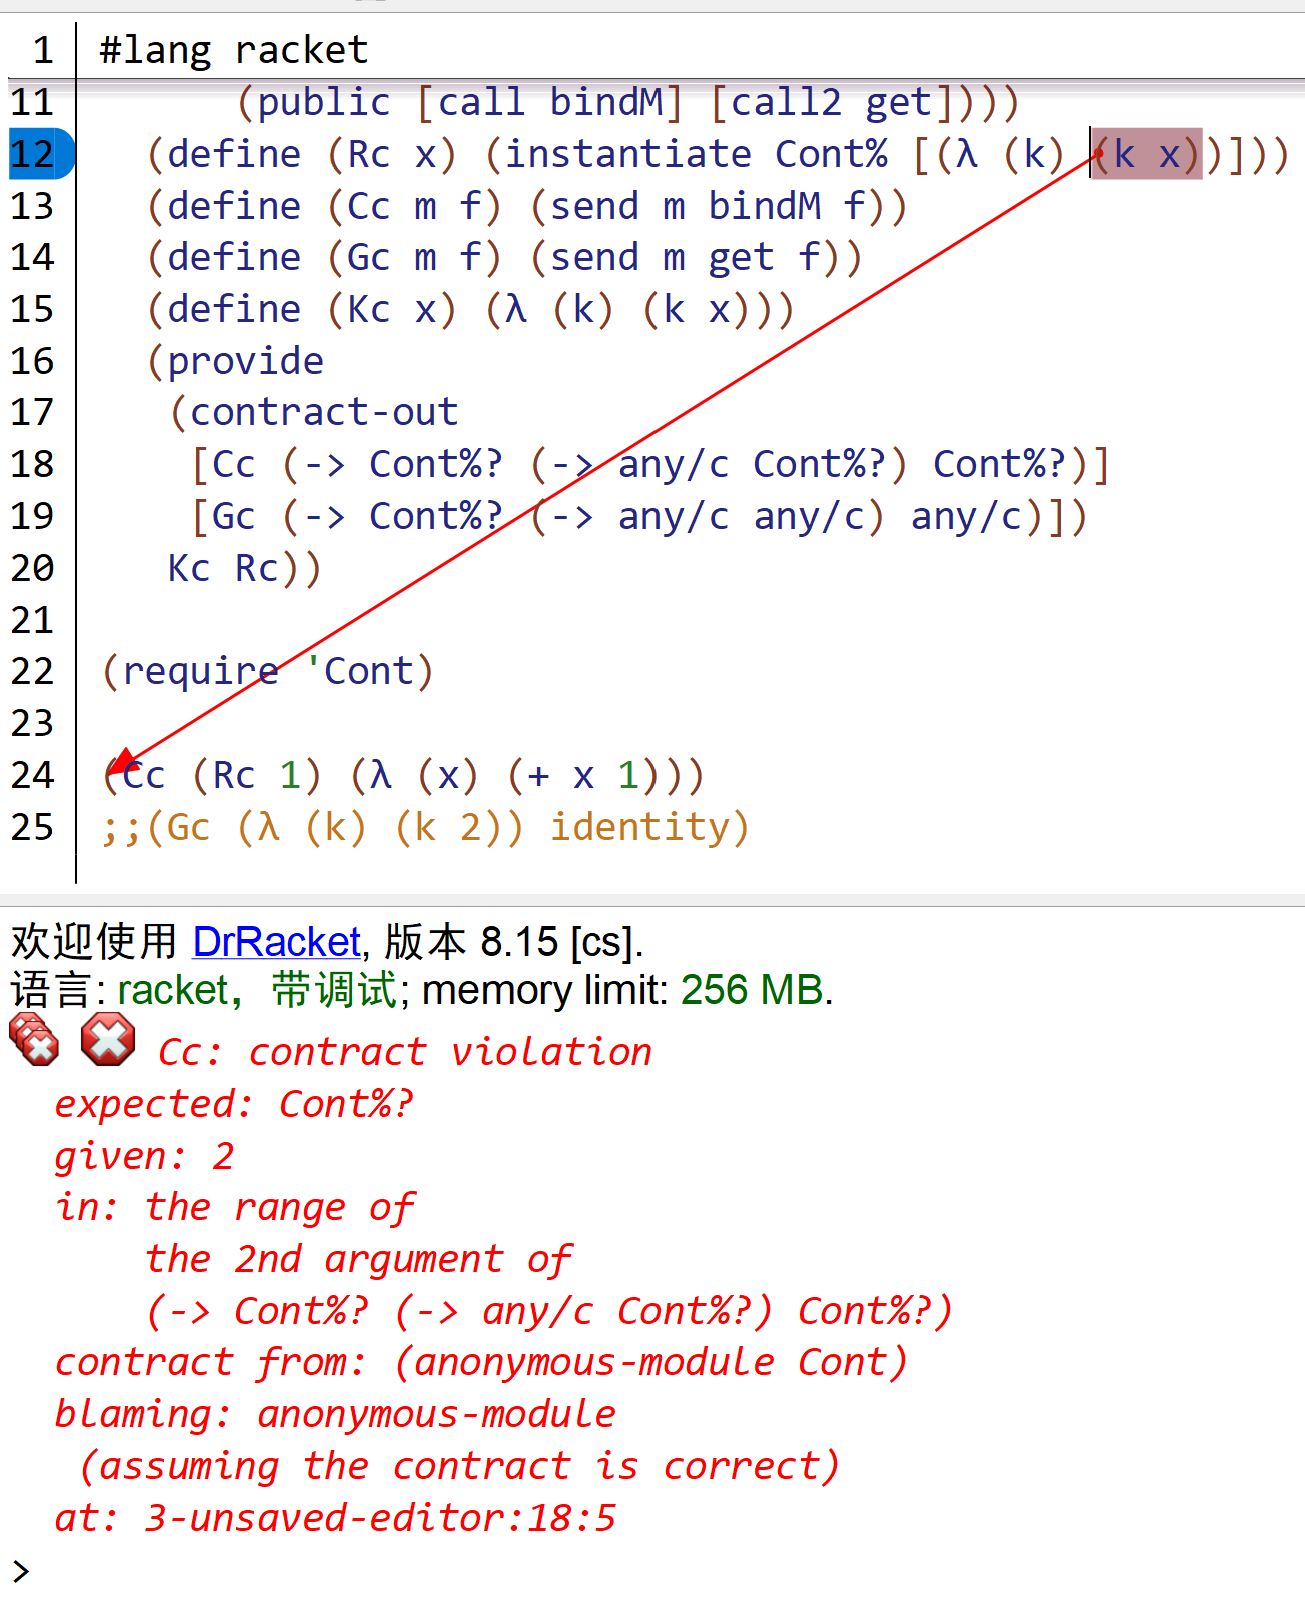 1 #lang racket
11 (public [call bindM] [call2 get])))
12 (define (Rc x) (instantiate Cont% [(λ (k) (k x))]))
13 (define (Cc m f) (send m bindM f))
14 (define (Gc m f) (send m get f))
15 (define (Kc x) (λ (k) (k x)))
16 (provide
17 (contract-out
18 [Cc (-> Cont%? (-> any/c Cont%?) Cont%?)]
19 [Gc (-> Cont%? (-> any/c any/c) any/c)])
20 Kc Rc))
21
22 (require 'Cont)
23
24 (Cc (Rc 1) (λ (x) (+ x 1)))
25 ;;(Gc (λ (k) (k 2)) identity)
欢迎使用 DrRacket, 版本 8.15 [cs].
语言: racket，带调试; memory limit: 256 MB.
Cc: contract violation
expected: Cont%?
given: 2
in: the range of
the 2nd argument of
(-> Cont%? (-> any/c Cont%?) Cont%?)
contract from: (anonymous-module Cont)
blaming: anonymous-module
(assuming the contract is correct)
at: 3-unsaved-editor:18:5
>